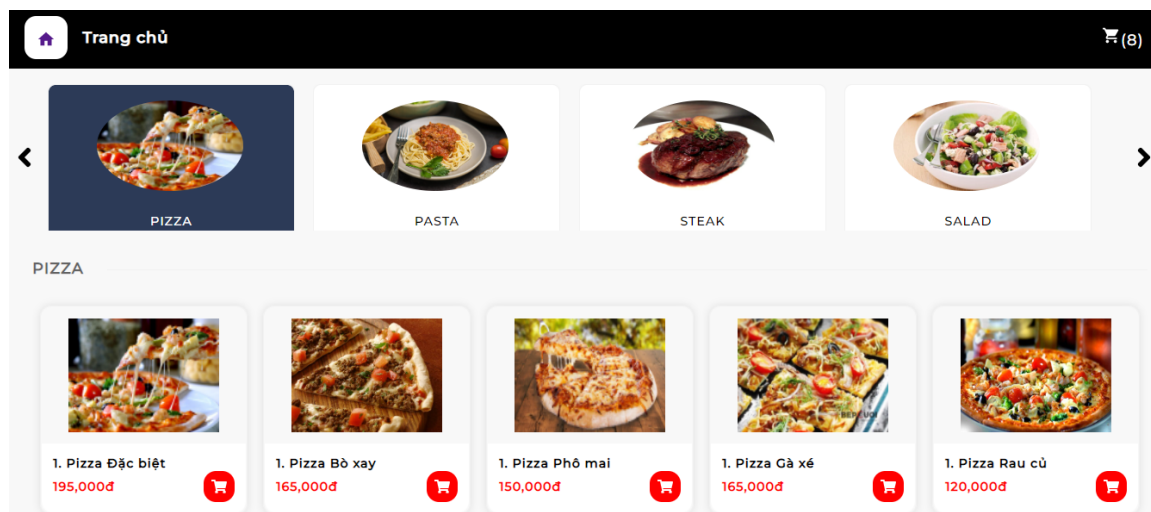 Trang chủ
(8)
PIZZA
PASTA
STEAK
SALAD
PIZZA
1. Pizza Đặc biệt
195,000đ
1. Pizza Bò xay
165,000đ
1. Pizza Phô mai
150,000đ
1. Pizza Gà xé
165,000đ
1. Pizza Rau củ
120,000đ